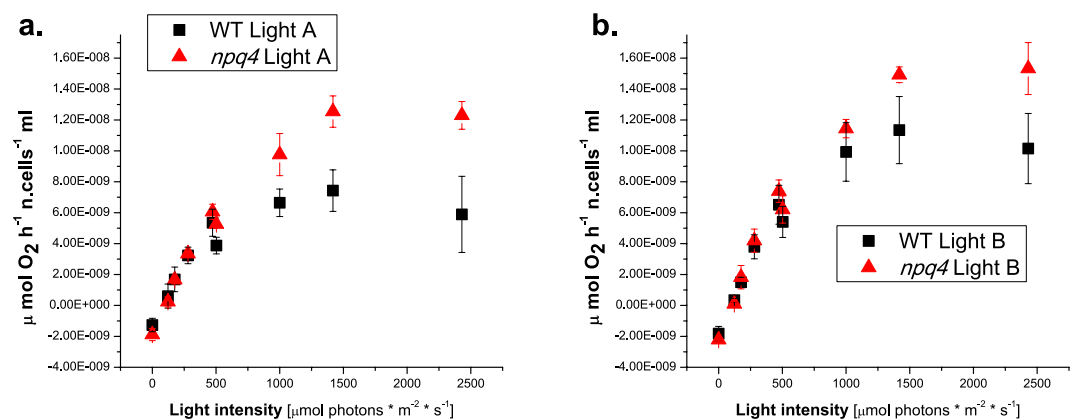 a.
WT Light A
npq4 Light A
μ mol O2 h-1 n.cells-1 ml
1.60E-008
1.40E-008
1.20E-008
1.00E-008
8.00E-009
6.00E-009
4.00E-009
2.00E-009
0.00E+000
-2.00E-009
-4.00E-009
0 500 1000 1500 2000 2500
Light intensity [μmol photons * m-2 * s-1]
b.
μ mol O2 h-1 n.cells-1 ml
1.60E-008
1.40E-008
1.20E-008
1.00E-008
8.00E-009
6.00E-009
4.00E-009
2.00E-009
0.00E+000
-2.00E-009
-4.00E-009
WT Light B
npq4 Light B
0 500 1000 1500 2000 2500
Light intensity [μmol photons * m-2 * s-1]